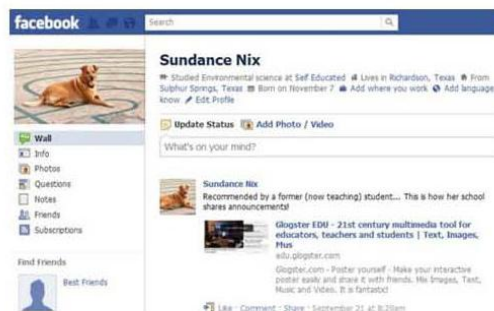 facebook
Search
Sundance Nix
Studied Environmental science at Self Educated Lives in Richardson, Texas From
Sulphur Springs, Texas Born on November 7 Add where you work Add language
know Edit Profile
Update Status Add Photo / Video
What's on your mind?
Wall
Info
Photos
Questions
Notes
Friends
Subscriptions
Find Friends
Best Friends
Sundance Nix
Recommended by a former (now teaching) student... This is how her school
shares announcements!
Glogster EDU - 21st century multimedia tool for
educators, teachers and students | Text, Images,
Mus
edu.glogster.com
Glogster.com - Poster yourself - Make your interactive
poster easily and share it with friends. Mix Images, Text,
Music and Video. It is fantastic!
Like · Comment · Share · September 21 at 8:20am